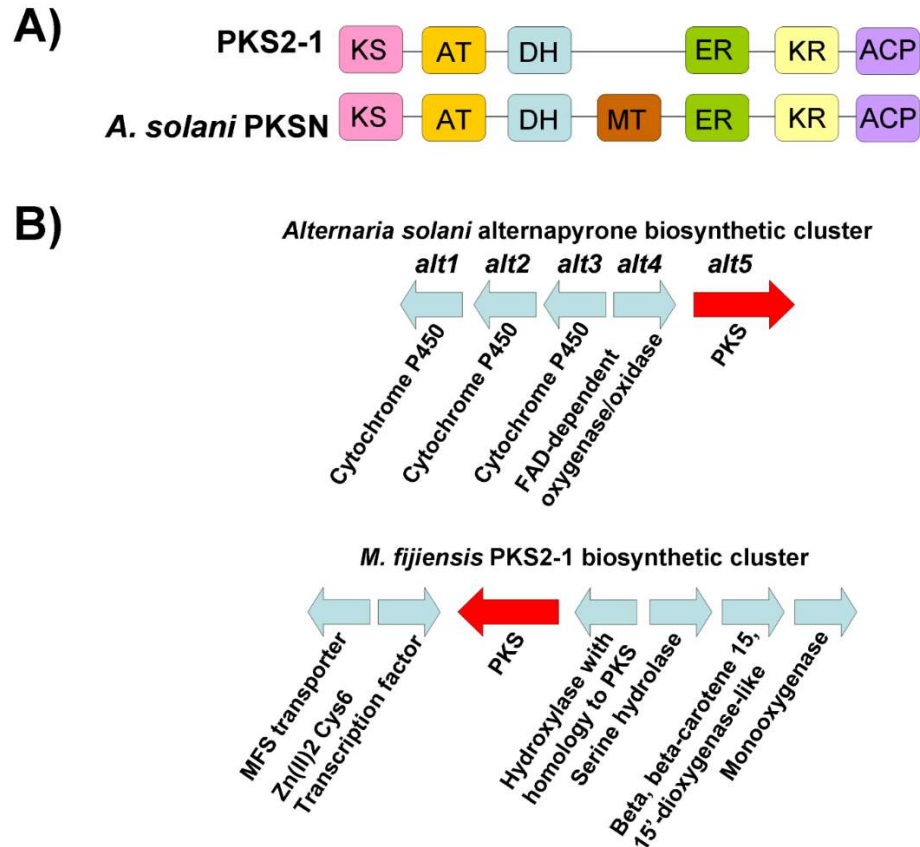 A)
PKS2-1
KS AT DH ER KR ACP
A. solani PKSN
KS AT DH MT ER KR ACP
B)
Alternaria solani alternapyrone biosynthetic cluster
alt1 alt2 alt3 alt4 alt5
Cytochrome P450
Cytochrome P450
Cytochrome P450
FAD-dependent
oxygenase/oxidase
PKS
M. fijiensis PKS2-1 biosynthetic cluster
MFS transporter
Zn(II)2 Cys6
Transcription factor
PKS
Hydroxylase with
homology to PKS
Serine hydrolase
Beta, beta-carotene 15,
15'-dioxygenase-like
Monooxygenase